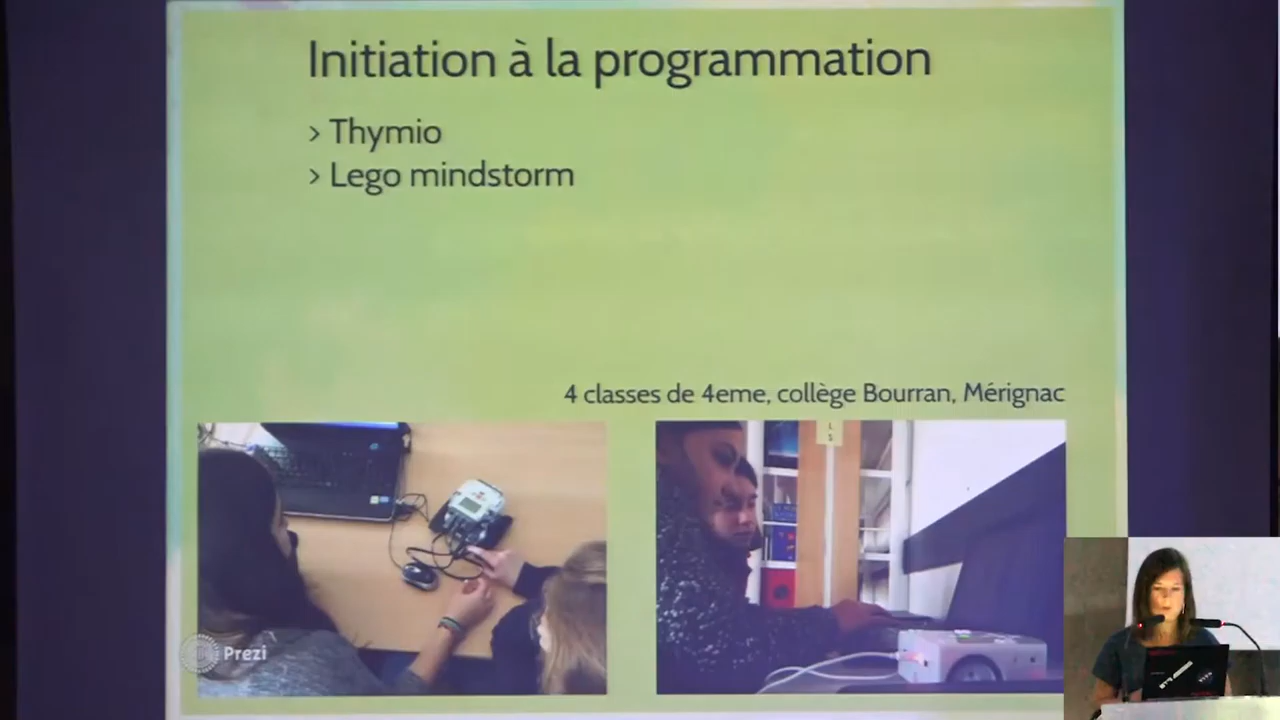 Initiation à la programmation
> Thymio
> Lego mindstorm
4 classes de 4eme, collège Bourran, Mérignac
Prezi